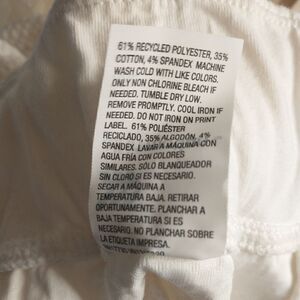 61% RECYCLED POLYESTER, 35%
COTTON, 4% SPANDEX MACHINE
WASH COLD WITH LIKE COLORS.
ONLY NON CHLORINE BLEACH IF
NEEDED. TUMBLE DRY LOW.
REMOVE PROMPTLY. COOL IRON IF
NEEDED. DO NOT IRON ON PRINT
LABEL. 61% POLIÉSTER
RECICLADO, 35% ALGODÓN, 4%
SPANDEX LAVAR A MÁQUINA CON
AGUA FRÍA CON COLORES
SIMILARES. SÓLO BLANQUEADOR
SIN CLORO SI ES NECESARIO.
SECAR A MÁQUINA A
TEMPERATURA BAJA. RETIRAR
OPORTUNAMENTE. PLANCHAR A
BAJA TEMPERATURA SI ES
NECESARIO. NO PLANCHAR SOBRE
LA ETIQUETA IMPRESA.